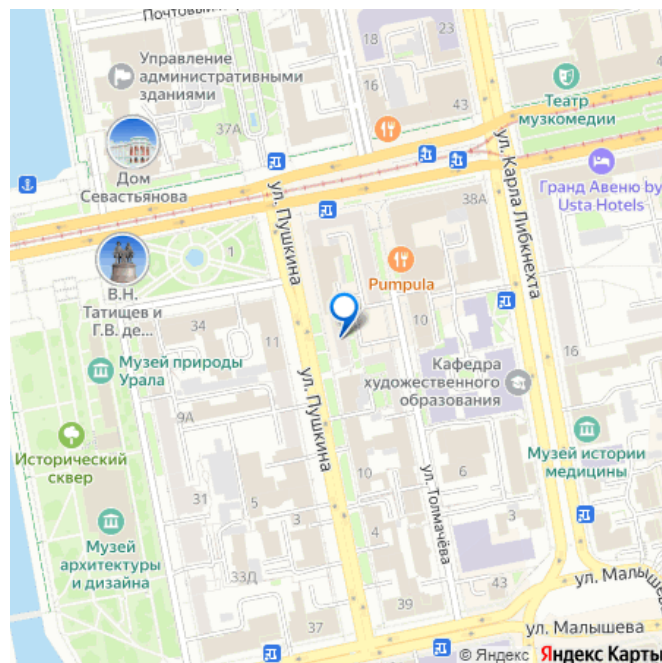 Почтовый
18
23
Управление
административными
зданиями
16
43
Театр
музкомедии
37А
Дом
Севастьянова
ул. Карла Либкнехта
Гранд Авеню by
Usta Hotels
ул. Пушкина
38А
1
Pumpula
В.Н.
Татищев и
Г.В. де...
34
11
10
16
Музей природы
Урала
Кафедра
художественного
образования
ул. Пушкина
9А
Исторический
сквер
Музей истории
медицины
10
6
ул. Толмачёва
31
5
3
4
3
Музей
архитектуры
и дизайна
33Д
43
ул. Малышева
39
37
ул. Малышева
© Яндекс Яндекс Карты